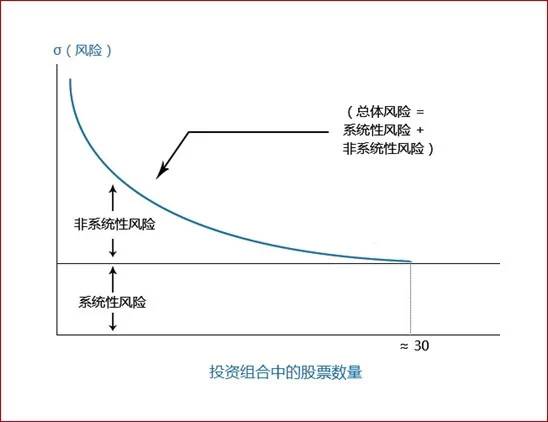 σ（风险）
（总体风险 =
系统性风险 +
非系统性风险）
非系统性风险
系统性风险
≈ 30
投资组合中的股票数量